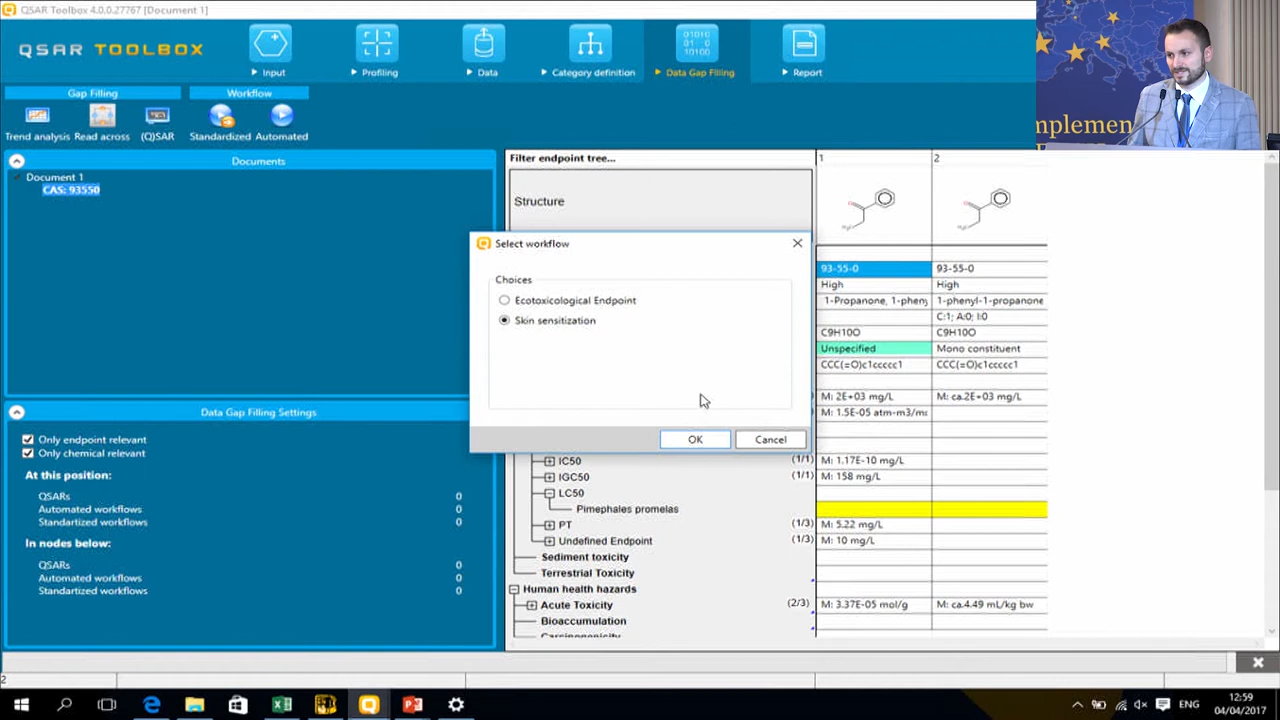 QSAR Toolbox 4.0.0.27767 [Document 1]
QSAR TOOLBOX
Input
Profiling
Data
Category definition
Data Gap Filling
Report
01011
01 0
10100
mplemen
Gap Filling
Workflow
Trend analysis
Read across
(Q)SAR
Standardized
Automated
Documents
Document 1
CAS: 93550
Filter endpoint tree...
1
2
Structure
Select workflow
Choices
Ecotoxicological Endpoint
Skin sensitization
OK
Cancel
93-55-0
93-55-0
High
High
1-Propanone, 1-pheny
1-phenyl-1-propanone
C:1; A:0; I:0
C9H10O
C9H10O
Unspecified
Mono constituent
CCC(=O)c1ccccc1
CCC(=O)c1ccccc1
M: 2E+03 mg/L
M: ca.2E+03 mg/L
M: 1.5E-05 atm-m3/m
IC50
(1/1)
M: 1.17E-10 mg/L
IGC50
(1/1)
M: 158 mg/L
LC50
Pimephales promelas
PT
(1/3)
M: 5.22 mg/L
Undefined Endpoint
(1/3)
M: 10 mg/L
Sediment toxicity
Terrestrial Toxicity
Human health hazards
Acute Toxicity
(2/3)
M: 3.37E-05 mol/g
M: ca.4.49 mL/kg bw
Bioaccumulation
Carcinogenicity
Data Gap Filling Settings
Only endpoint relevant
Only chemical relevant
At this position:
QSARs
0
Automated workflows
0
Standartized workflows
0
In nodes below:
QSARs
0
Automated workflows
0
Standartized workflows
0
2
ENG
12:59
04/04/2017